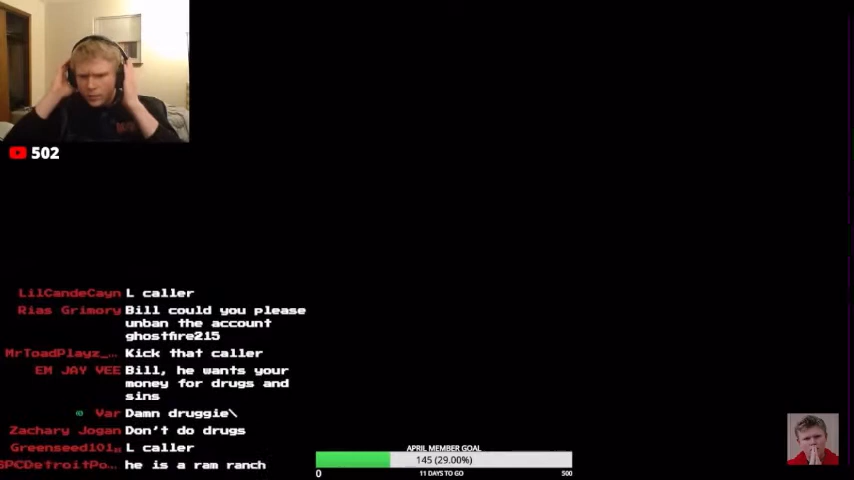 502
LilCandeCayn L caller
Rias Grimory Bill could you please
unban the account
ghostfire215
MrToadPlayz_... Kick that caller
EM JAY VEE Bill, he wants your
money for drugs and
sins
Var Damn druggie\
Zachary Jogan Don't do drugs
Greenseed101 L caller
SPCDetroitPo... he is a ram ranch
APRIL MEMBER GOAL
145 (29.00%)
0 11 DAYS TO GO 500